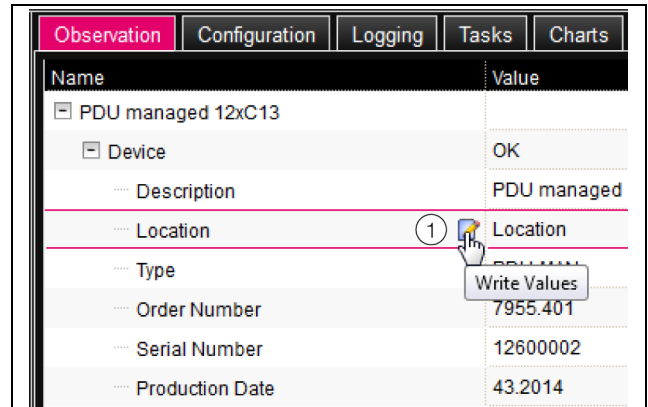 Observation Configuration Logging Tasks Charts
Name Value
PDU managed 12xC13
Device OK
Description PDU managed
Location 1 Location
Type
Write Values
Order Number 7955.401
Serial Number 12600002
Production Date 43.2014